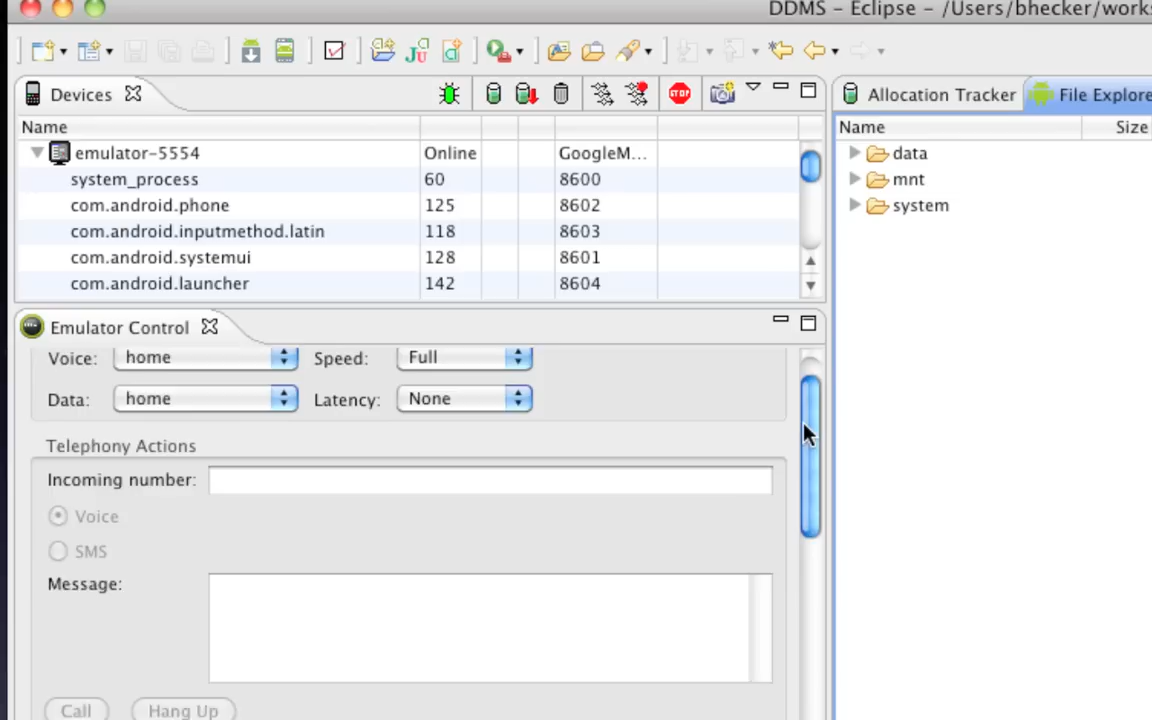 DDMS - Eclipse - /Users/bhecker/works
Devices
Name
emulator-5554 Online GoogleM...
system_process 60 8600
com.android.phone 125 8602
com.android.inputmethod.latin 118 8603
com.android.systemui 128 8601
com.android.launcher 142 8604
Emulator Control
Voice: home Speed: Full
Data: home Latency: None
Telephony Actions
Incoming number:
Voice
SMS
Message:
Call Hang Up
Allocation Tracker File Explore
Name Size
data
mnt
system